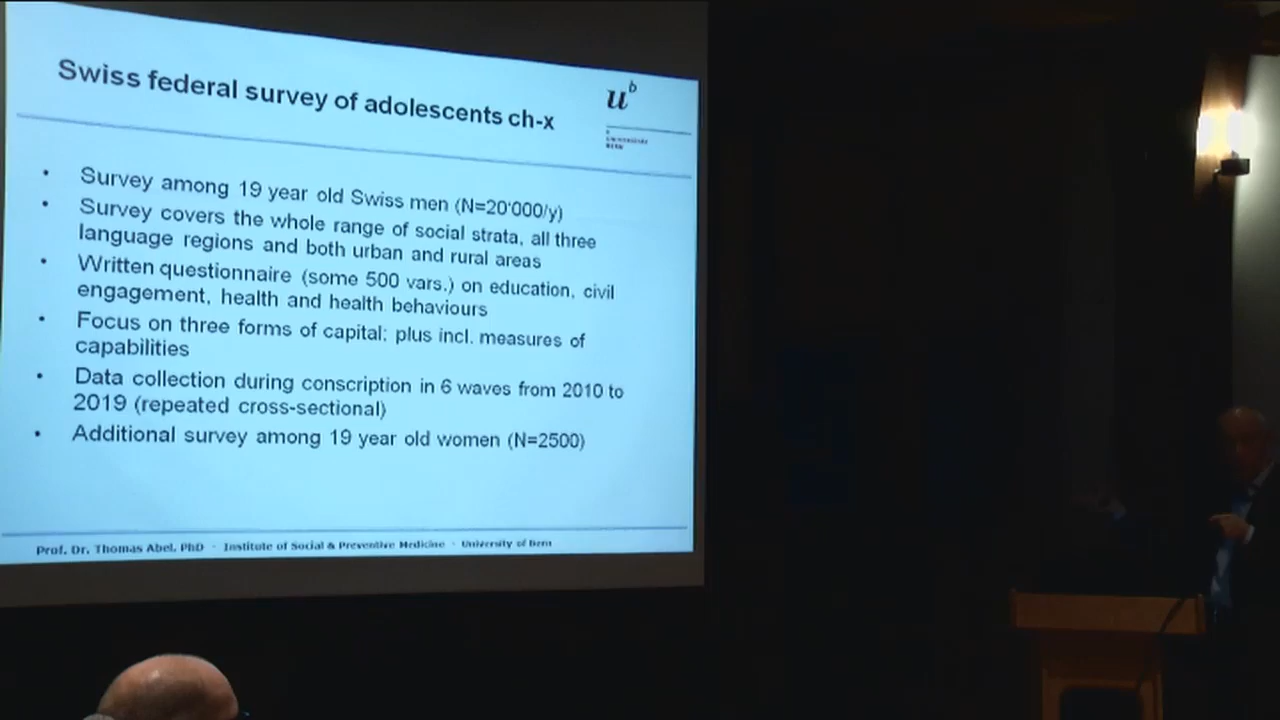 Swiss federal survey of adolescents ch-x
u b
UNIVERSITÄT
BERN
• Survey among 19 year old Swiss men (N=20'000/y)
• Survey covers the whole range of social strata, all three
language regions and both urban and rural areas
• Written questionnaire (some 500 vars.) on education, civil
engagement, health and health behaviours
• Focus on three forms of capital; plus incl. measures of
capabilities
• Data collection during conscription in 6 waves from 2010 to
2019 (repeated cross-sectional)
• Additional survey among 19 year old women (N=2500)
Prof. Dr. Thomas Abel, PhD · Institute of Social & Preventive Medicine · University of Bern